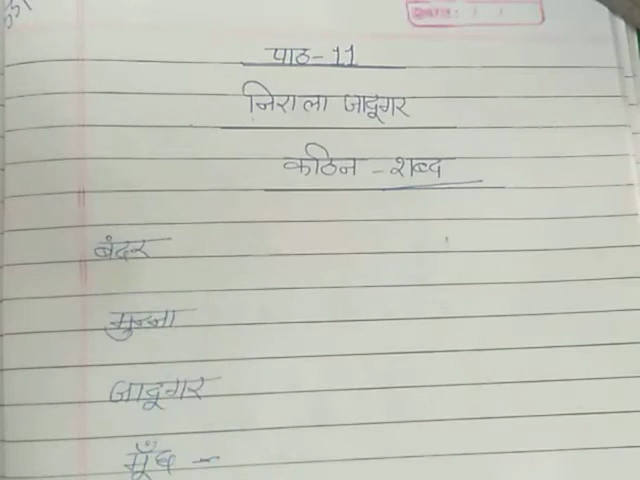 पाठ-11
निराला जादूगर
कठिन - शब्द
बंदर
मुन्ना
जादूगर
मूँछ -